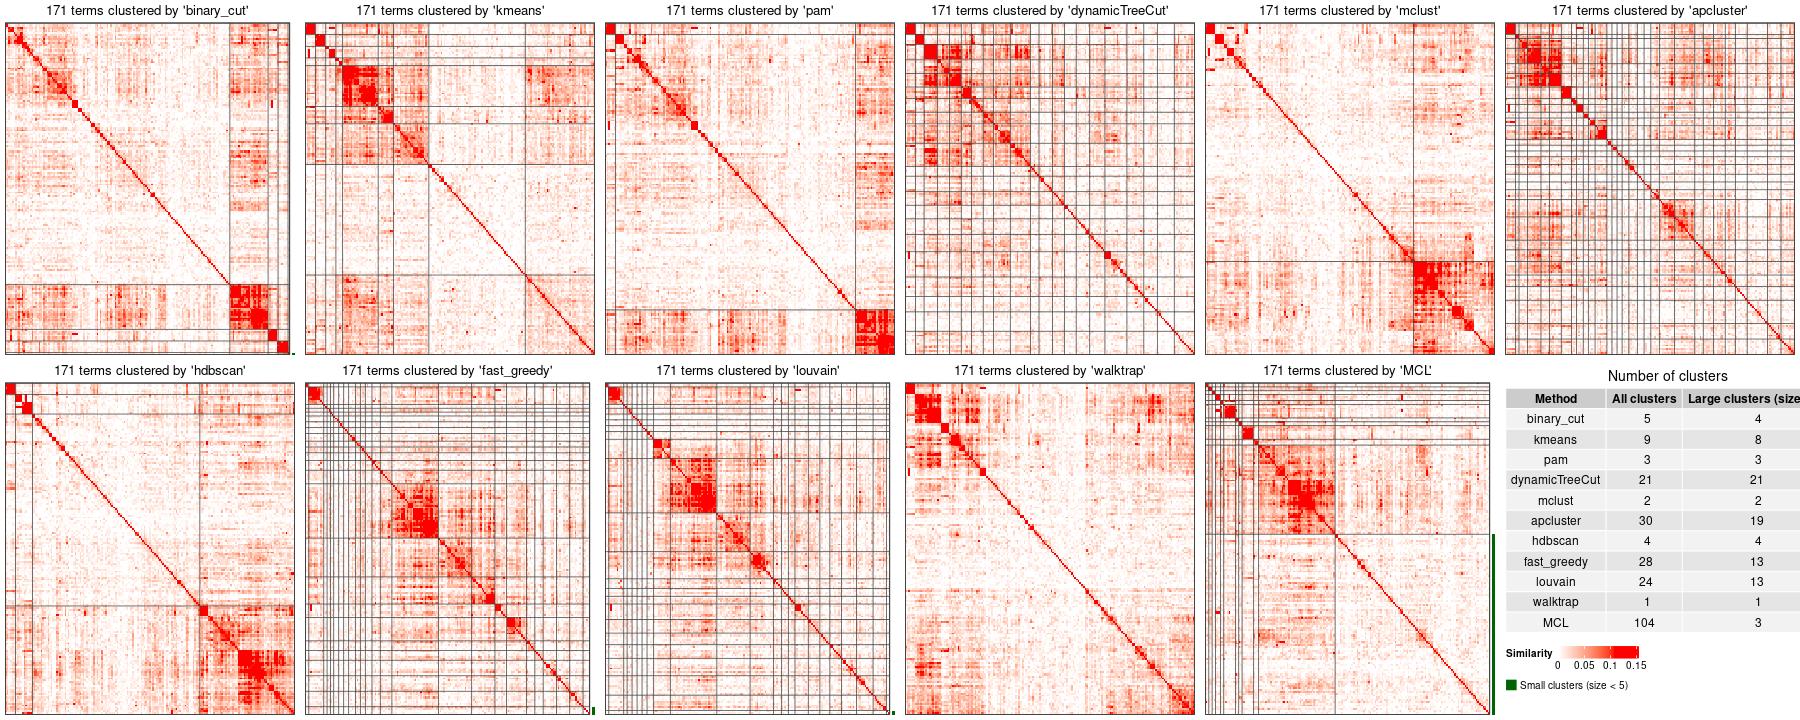 171 terms clustered by 'binary_cut'
171 terms clustered by 'kmeans'
171 terms clustered by 'pam'
171 terms clustered by 'dynamicTreeCut'
171 terms clustered by 'mclust'
171 terms clustered by 'apcluster'
171 terms clustered by 'hdbscan'
171 terms clustered by 'fast_greedy'
171 terms clustered by 'louvain'
171 terms clustered by 'walktrap'
171 terms clustered by 'MCL'
Number of clusters
Method All clusters Large clusters (size
binary_cut 5 4
kmeans 9 8
pam 3 3
dynamicTreeCut 21 21
mclust 2 2
apcluster 30 19
hdbscan 4 4
fast_greedy 28 13
louvain 24 13
walktrap 1 1
MCL 104 3
Similarity
0 0.05 0.1 0.15
Small clusters (size < 5)